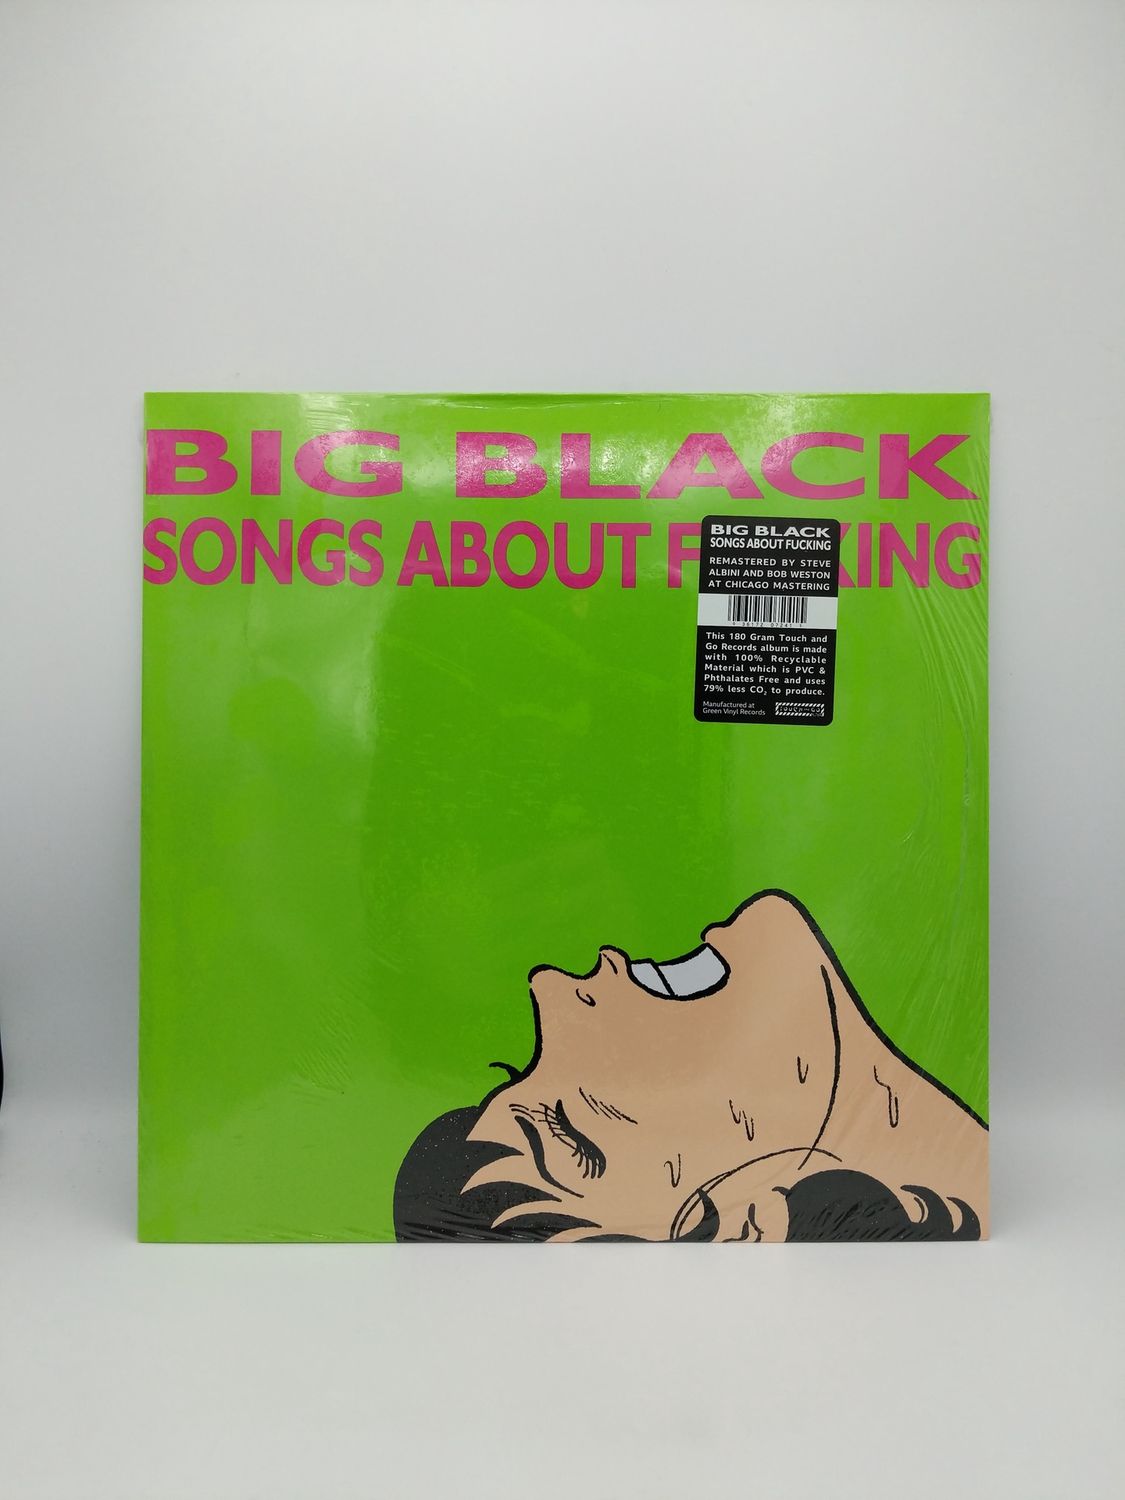 BIG BLACK
SONGS ABOUT F KING
BIG BLACK
SONGS ABOUT FUCKING
REMASTERED BY STEVE
ALBINI AND BOB WESTON
AT CHICAGO MASTERING
36172 07241
This 180 Gram Touch and
Go Records album is made
with 100% Recyclable
Material which is PVC &
Phthalates Free and uses
79% less CO₂ to produce.
Manufactured at
Green Vinyl Records